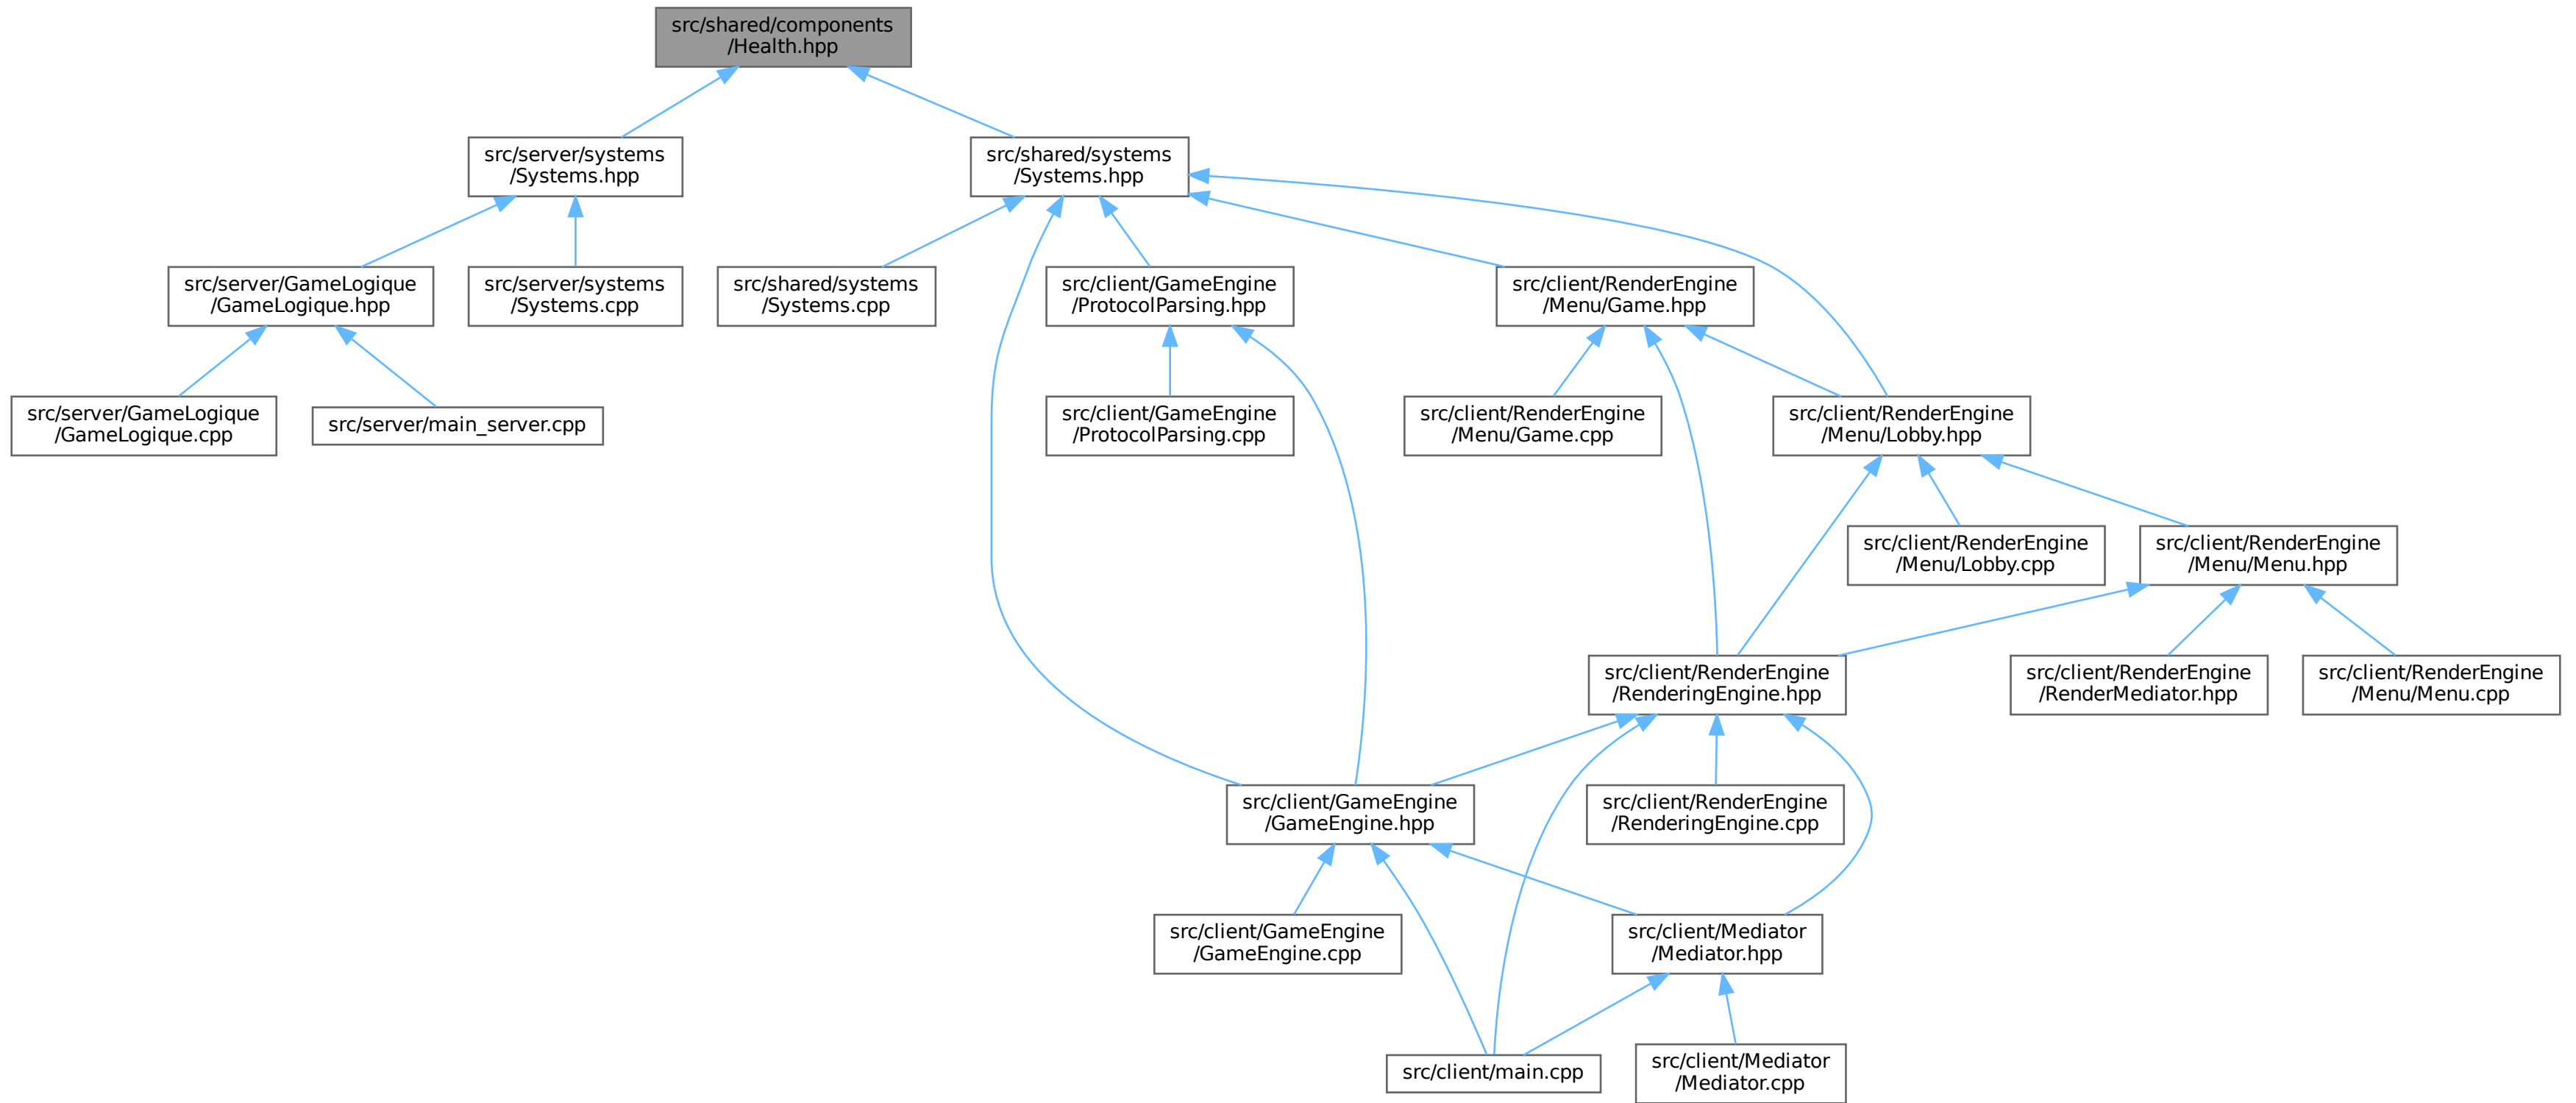 src/shared/components
/Health.hpp
src/server/systems
/Systems.hpp
src/shared/systems
/Systems.hpp
src/server/GameLogique
/GameLogique.hpp
src/server/systems
/Systems.cpp
src/shared/systems
/Systems.cpp
src/client/GameEngine
/ProtocolParsing.hpp
src/client/RenderEngine
/Menu/Game.hpp
src/server/GameLogique
/GameLogique.cpp
src/server/main_server.cpp
src/client/GameEngine
/ProtocolParsing.cpp
src/client/RenderEngine
/Menu/Game.cpp
src/client/RenderEngine
/Menu/Lobby.hpp
src/client/RenderEngine
/Menu/Lobby.cpp
src/client/RenderEngine
/Menu/Menu.hpp
src/client/RenderEngine
/RenderingEngine.hpp
src/client/RenderEngine
/RenderMediator.hpp
src/client/RenderEngine
/Menu/Menu.cpp
src/client/GameEngine
/GameEngine.hpp
src/client/RenderEngine
/RenderingEngine.cpp
src/client/GameEngine
/GameEngine.cpp
src/client/Mediator
/Mediator.hpp
src/client/main.cpp
src/client/Mediator
/Mediator.cpp